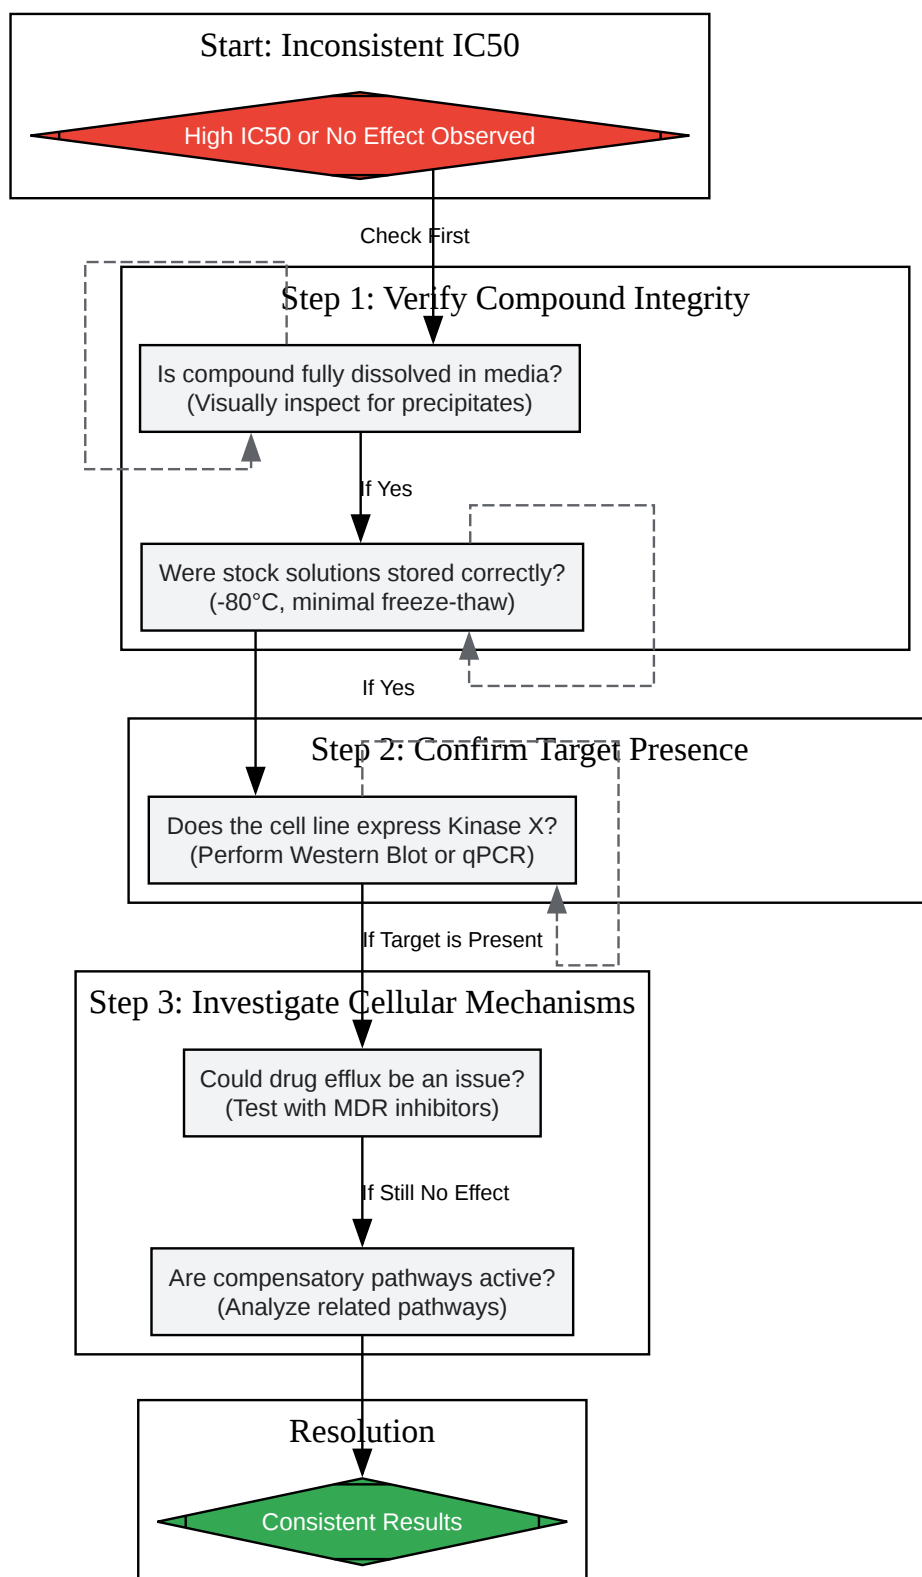 Start: Inconsistent IC50
High IC50 or No Effect Observed
Check First
Step 1: Verify Compound Integrity
Is compound fully dissolved in media?
(Visually inspect for precipitates)
If Yes
Were stock solutions stored correctly?
(-80°C, minimal freeze-thaw)
If Yes
Step 2: Confirm Target Presence
Does the cell line express Kinase X?
(Perform Western Blot or qPCR)
If Target is Present
Step 3: Investigate Cellular Mechanisms
Could drug efflux be an issue?
(Test with MDR inhibitors)
If Still No Effect
Are compensatory pathways active?
(Analyze related pathways)
Resolution
Consistent Results